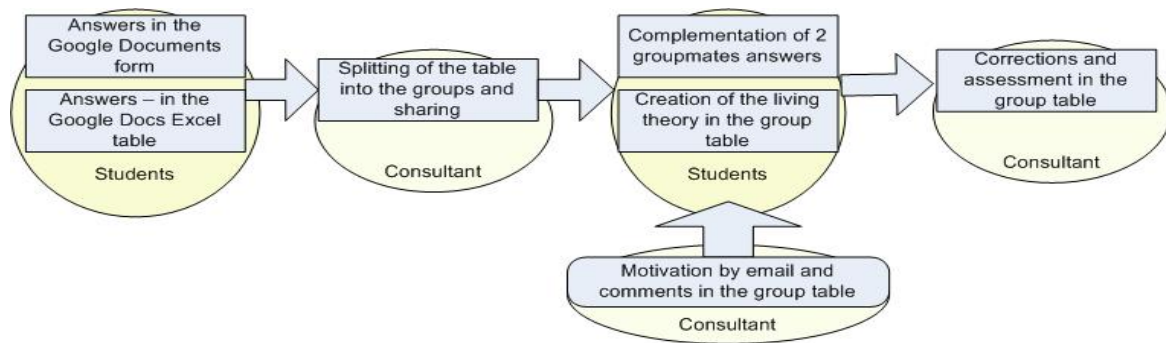 Answers in the
Google Documents
form
Answers – in the
Google Docs Excel
table
Students
Splitting of the table
into the groups and
sharing
Consultant
Complementation of 2
groupmates answers
Creation of the living
theory in the group
table
Students
Corrections and
assessment in the
group table
Consultant
Motivation by email and
comments in the group table
Consultant